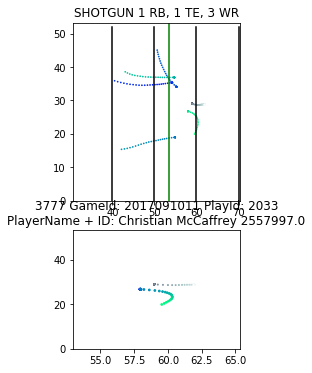 SHOTGUN 1 RB, 1 TE, 3 WR
50
40
30
20
10
0
40 50 60 70
3777 GameId: 2017091011 PlayId: 2033
PlayerName + ID: Christian McCaffrey 2557997.0
40
20
0
55.0 57.5 60.0 62.5 65.0